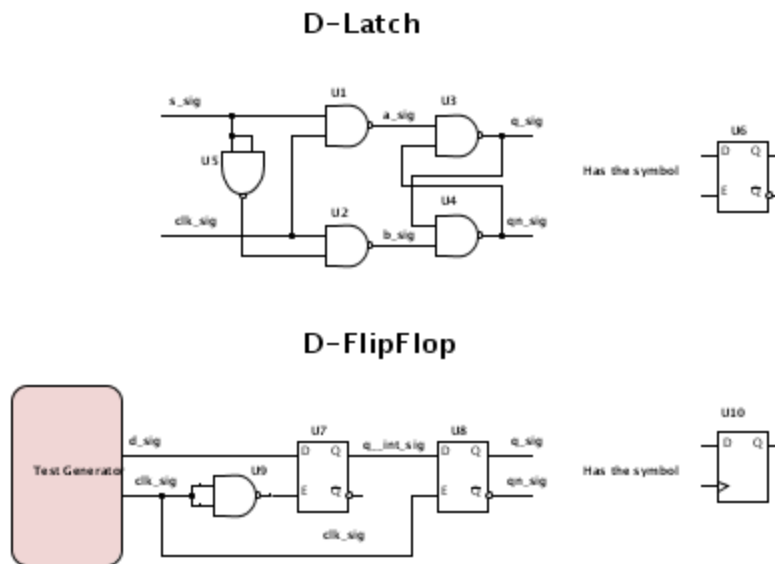 D-Latch
U1
U3
s_sig
a_sig
q_sig
U6
D Q
U5
Has the symbol
E Q
U2
U4
clk_sig
b_sig
qn_sig
D-FlipFlop
U10
U7
U8
d_sig
q__int_sig
q_sig
D Q
D Q
D Q
Test Generator
clk_sig
U9
Has the symbol
E Q
E Q
qn_sig
clk_sig